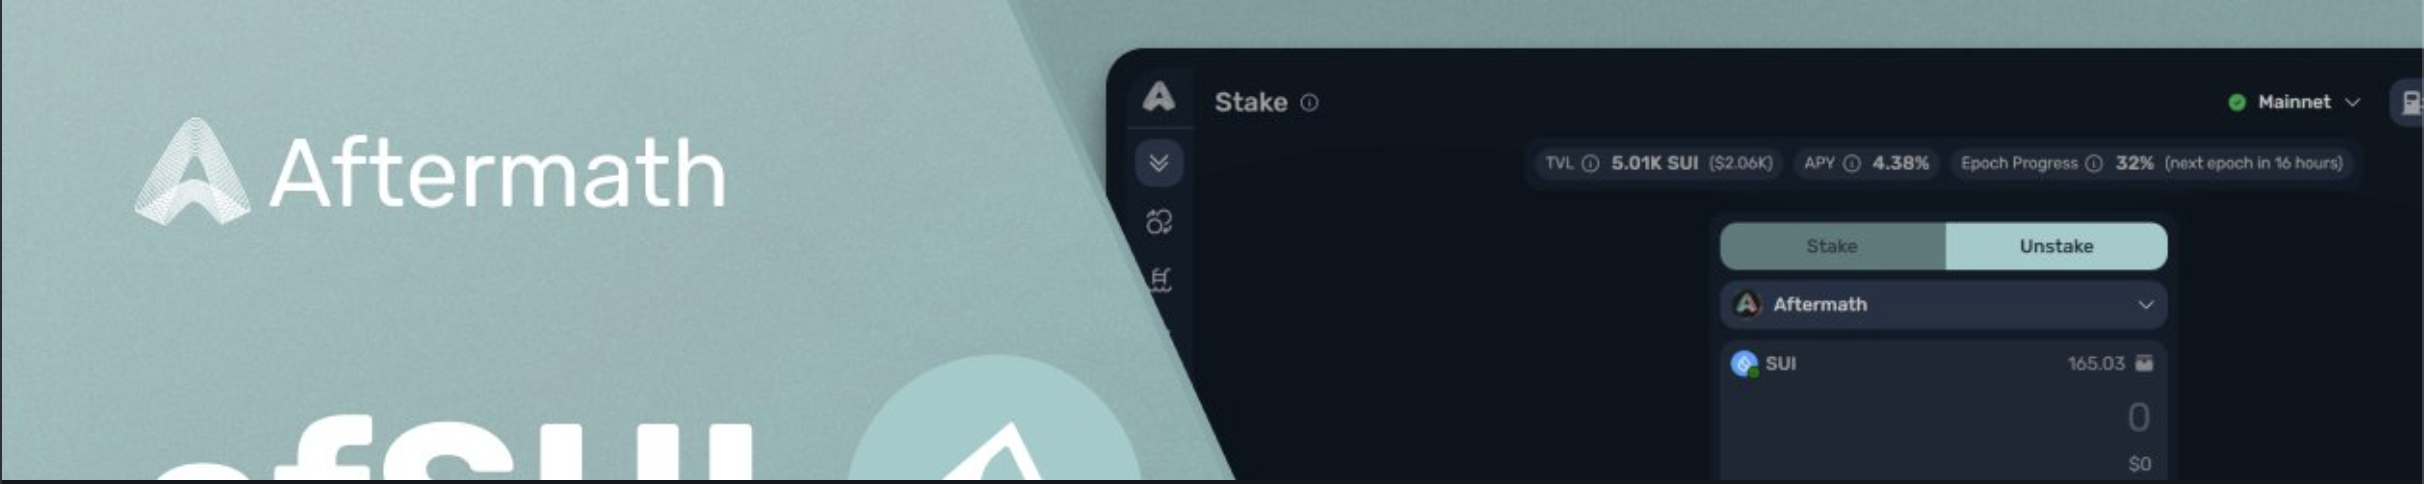 Aftermath
afSUI
Stake
Mainnet
TVL 5.01K SUI ($2.06K) APY 4.38% Epoch Progress 32% (next epoch in 16 hours)
Stake Unstake
Aftermath
SUI 165.03
0
$0